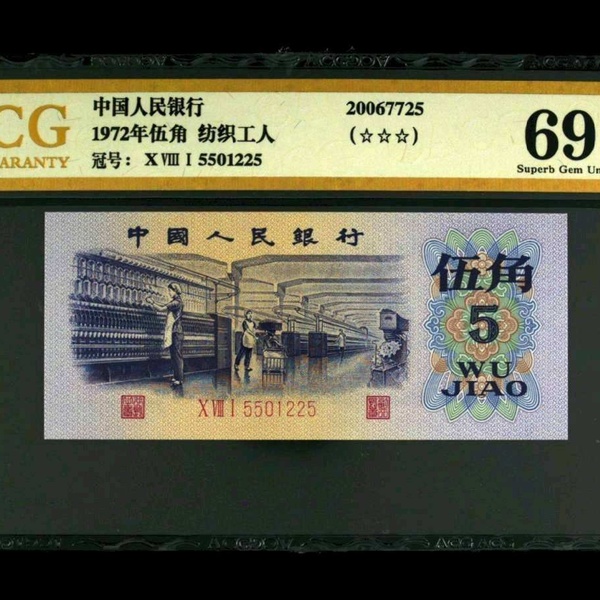 CG
ARANTY
中国人民银行
1972年伍角 纺织工人
冠号: X VIII I 5501225
20067725
(☆☆☆)
69
Superb Gem Un
中國人民銀行
伍角
5
WU
JIAO
X VIII I 5501225